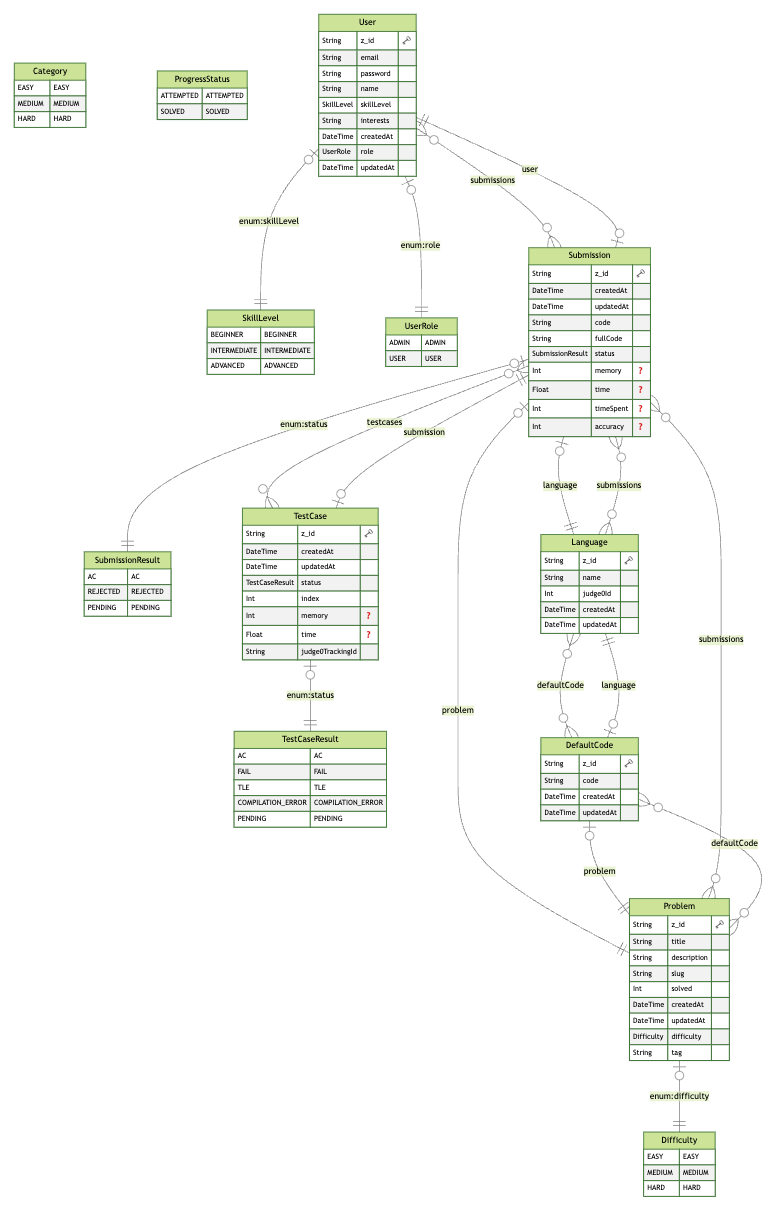 User
String z_id
String email
String password
String name
SkillLevel skillLevel
String interests
DateTime createdAt
UserRole role
DateTime updatedAt
Category
EASY EASY
MEDIUM MEDIUM
HARD HARD
ProgressStatus
ATTEMPTED ATTEMPTED
SOLVED SOLVED
user
submissions
enum:skillLevel
enum:role
Submission
String z_id
DateTime createdAt
DateTime updatedAt
String code
String fullCode
SubmissionResult status
Int memory ?
Float time ?
Int timeSpent ?
Int accuracy ?
SkillLevel
BEGINNER BEGINNER
INTERMEDIATE INTERMEDIATE
ADVANCED ADVANCED
UserRole
ADMIN ADMIN
USER USER
enum:status
testcases
submission
language
submissions
TestCase
String z_id
DateTime createdAt
DateTime updatedAt
TestCaseResult status
Int index
Int memory ?
Float time ?
String judge0TrackingId
SubmissionResult
AC AC
REJECTED REJECTED
PENDING PENDING
Language
String z_id
String name
Int judge0Id
DateTime createdAt
DateTime updatedAt
submissions
enum:status
defaultCode
language
problem
TestCaseResult
AC AC
FAIL FAIL
TLE TLE
COMPILATION_ERROR COMPILATION_ERROR
PENDING PENDING
DefaultCode
String z_id
String code
DateTime createdAt
DateTime updatedAt
defaultCode
problem
Problem
String z_id
String title
String description
String slug
Int solved
DateTime createdAt
DateTime updatedAt
Difficulty difficulty
String tag
enum:difficulty
Difficulty
EASY EASY
MEDIUM MEDIUM
HARD HARD